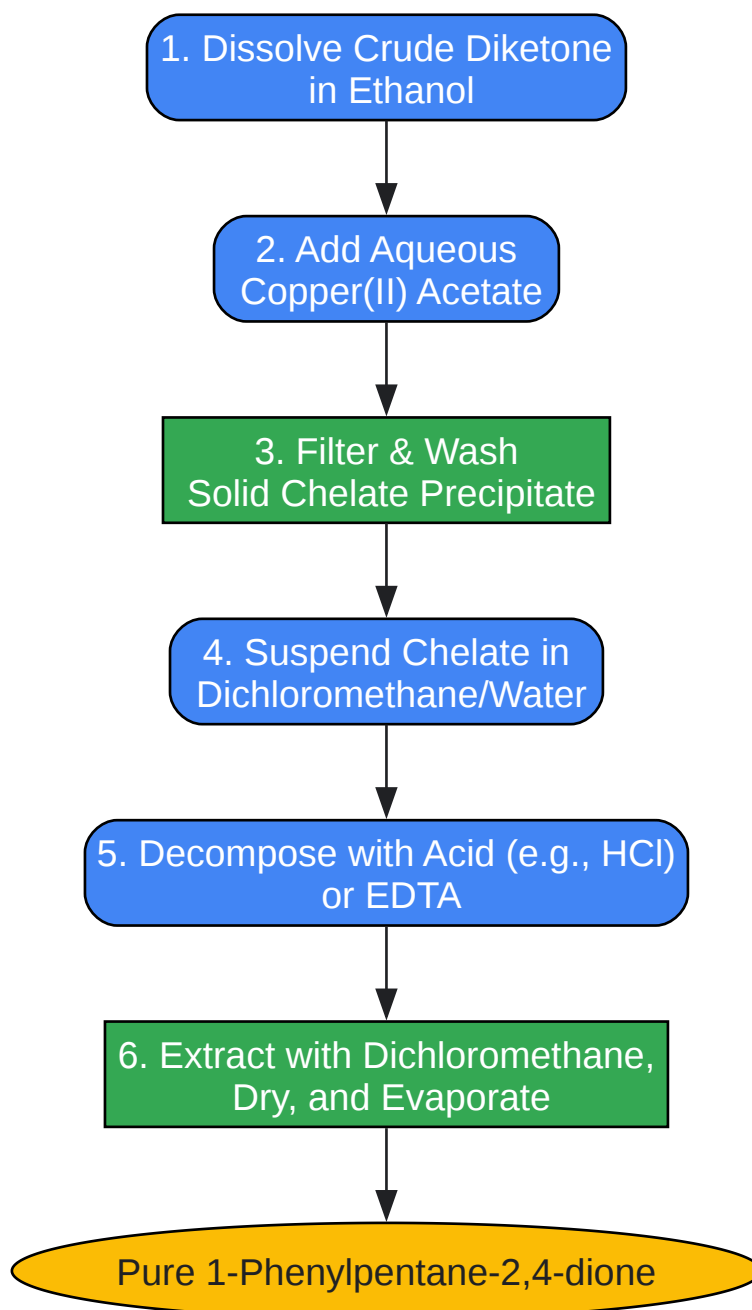 1. Dissolve Crude Diketone
in Ethanol
2. Add Aqueous
Copper(II) Acetate
3. Filter & Wash
Solid Chelate Precipitate
4. Suspend Chelate in
Dichloromethane/Water
5. Decompose with Acid (e.g., HCl)
or EDTA
6. Extract with Dichloromethane,
Dry, and Evaporate
Pure 1-Phenylpentane-2,4-dione